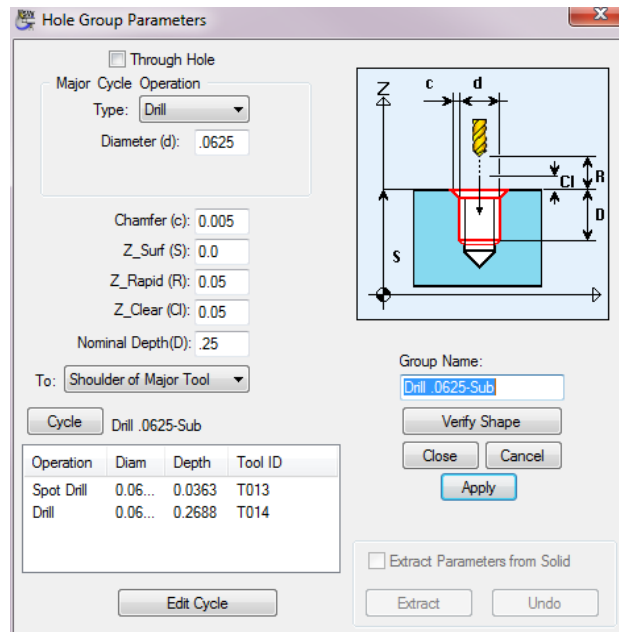 Hole Group Parameters
X
Through Hole
Major Cycle Operation
Type: Drill
Diameter (d): .0625
Chamfer (c): 0.005
Z_Surf (S): 0.0
Z_Rapid (R): 0.05
Z_Clear (Cl): 0.05
Nominal Depth(D): .25
To: Shoulder of Major Tool
Cycle Drill .0625-Sub
Operation Diam Depth Tool ID
Spot Drill 0.06... 0.0363 T013
Drill 0.06... 0.2688 T014
Edit Cycle
Z c d
Cl R
D
S
Group Name:
Drill .0625-Sub
Verify Shape
Close Cancel
Apply
Extract Parameters from Solid
Extract Undo